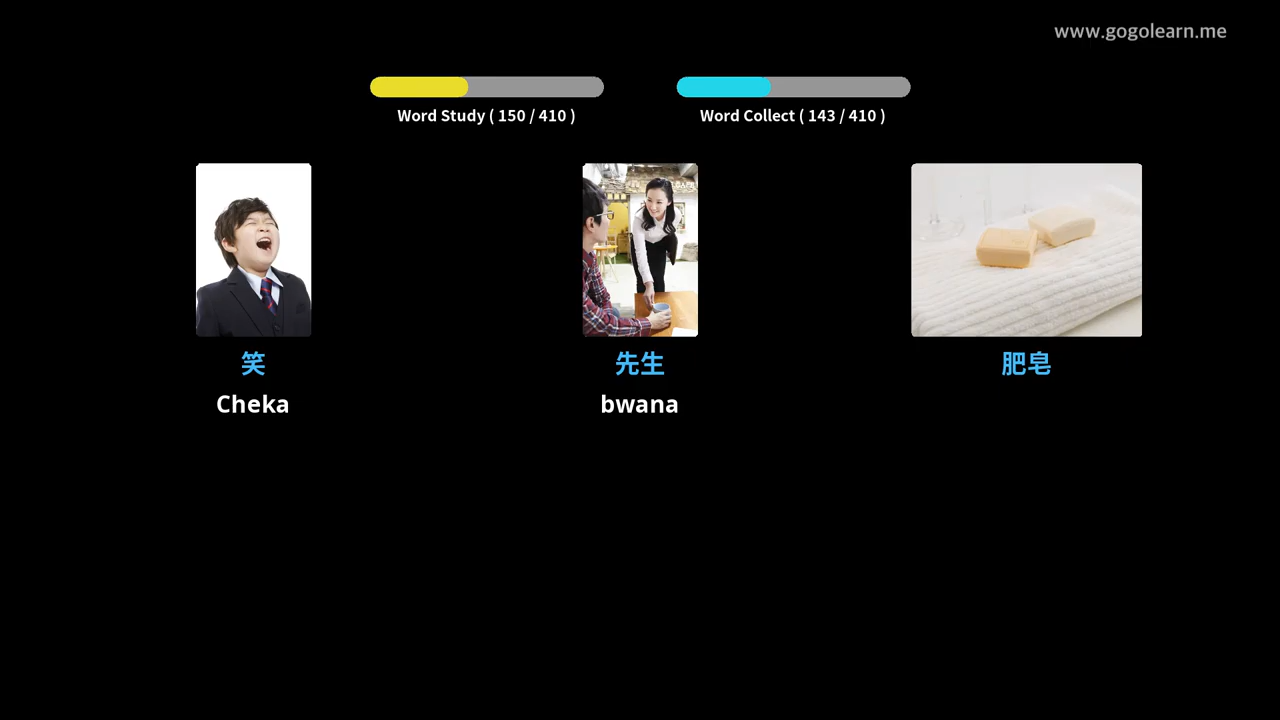 www.gogolearn.me
Word Study ( 150 / 410 )
Word Collect ( 143 / 410 )
笑
先生
肥皂
Cheka
bwana